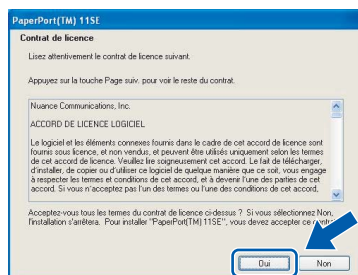 PaperPort(TM) 11SE
Contrat de licence
Lisez attentivement le contrat de licence suivant.
Appuyez sur la touche Page suiv. pour voir le reste du contrat.
Nuance Communications, Inc.
ACCORD DE LICENCE LOGICIEL
Le logiciel et les éléments connexes fournis dans le cadre de cet accord de licence sont
fournis sous licence, et non vendus, et peuvent être utilisés uniquement selon les termes
de cet accord de licence. Veuillez lire soigneusement cet accord. Le fait de télécharger,
d'installer, de copier ou d'utiliser ce logiciel de quelque manière que ce soit, vous engage
à respecter les termes et conditions de cet accord, et à devenir l'une des parties de cet
accord. Si vous n'acceptez pas l'un des termes ou l'une des conditions de cet accord,
Acceptez-vous tous les termes du contrat de licence ci-dessus ? Si vous sélectionnez Non,
l'installation s'arrêtera. Pour installer "PaperPort(TM) 11SE", vous devez accepter ce
Oui
Non